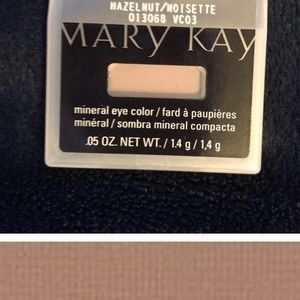 HAZELNUT/NOISETTE
013068 VC03
MARY KAY
mineral eye color / fard à paupières
minéral / sombra mineral compacta
.05 OZ. NET WT. / 1.4 g / 1,4 g